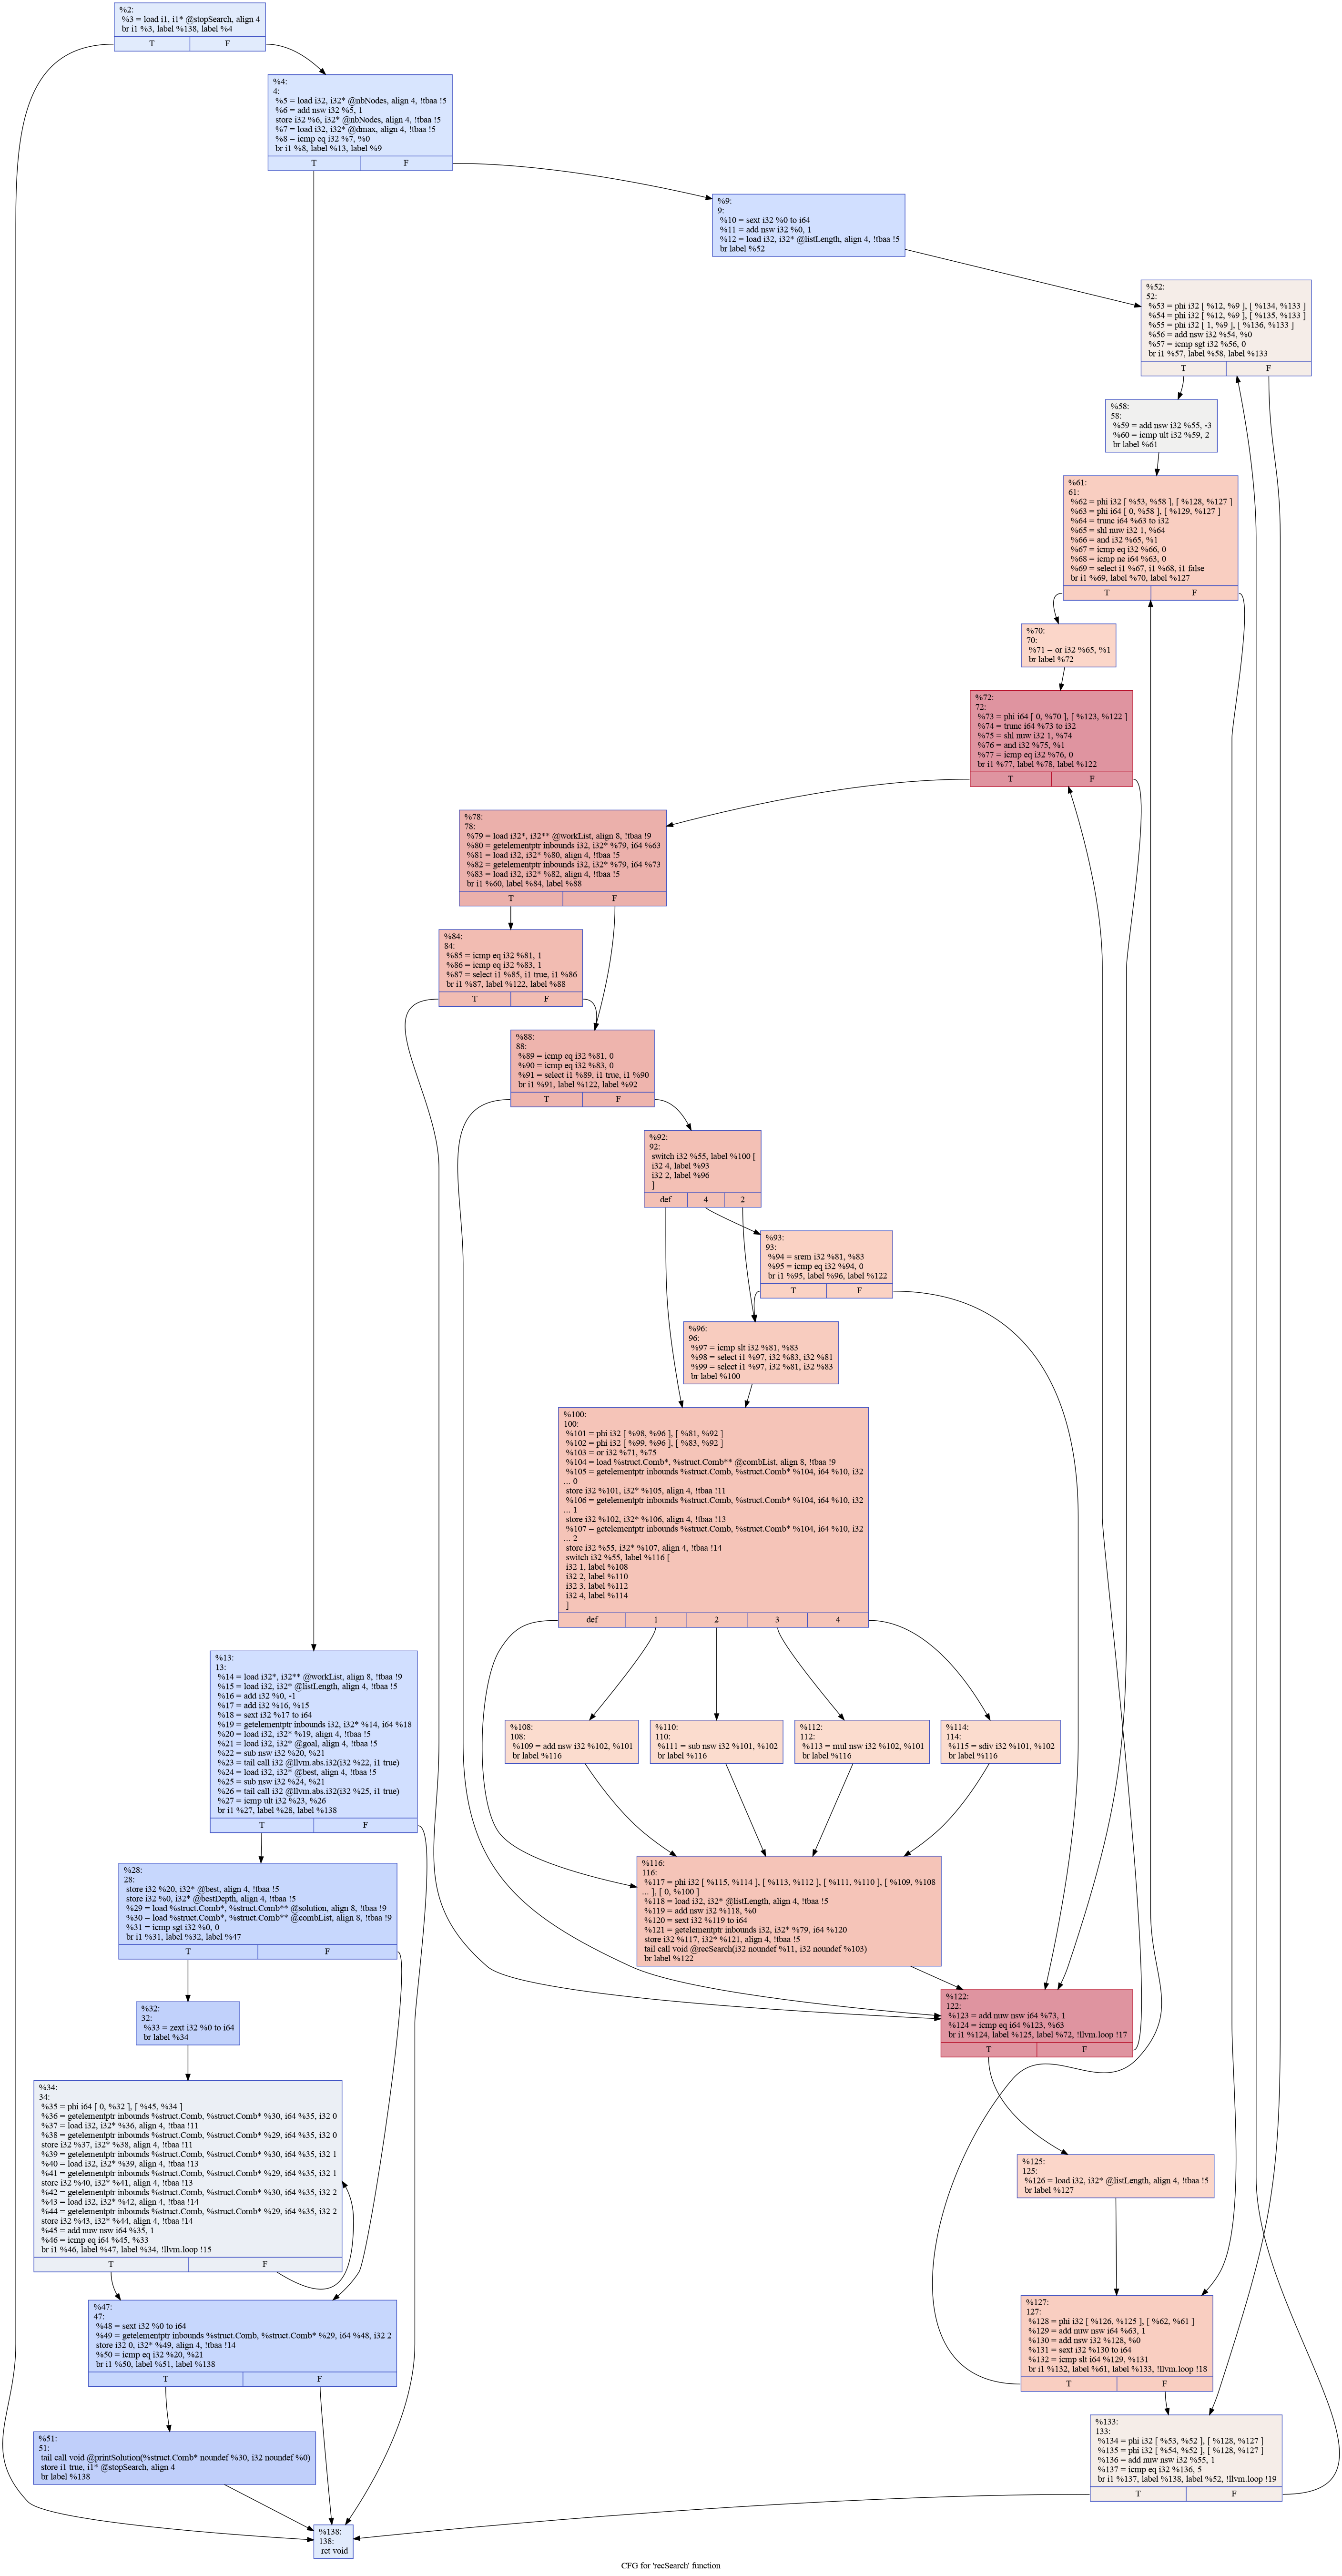 %2:
%3 = load i1, i1* @stopSearch, align 4
br i1 %3, label %138, label %4
T F
%4:
4:
%5 = load i32, i32* @nbNodes, align 4, !tbaa !5
%6 = add nsw i32 %5, 1
store i32 %6, i32* @nbNodes, align 4, !tbaa !5
%7 = load i32, i32* @dmax, align 4, !tbaa !5
%8 = icmp eq i32 %7, %0
br i1 %8, label %13, label %9
T F
%9:
9:
%10 = sext i32 %0 to i64
%11 = add nsw i32 %0, 1
%12 = load i32, i32* @listLength, align 4, !tbaa !5
br label %52
%52:
52:
%53 = phi i32 [ %12, %9 ], [ %134, %133 ]
%54 = phi i32 [ %12, %9 ], [ %135, %133 ]
%55 = phi i32 [ 1, %9 ], [ %136, %133 ]
%56 = add nsw i32 %54, %0
%57 = icmp sgt i32 %56, 0
br i1 %57, label %58, label %133
T F
%58:
58:
%59 = add nsw i32 %55, -3
%60 = icmp ult i32 %59, 2
br label %61
%61:
61:
%62 = phi i32 [ %53, %58 ], [ %128, %127 ]
%63 = phi i64 [ 0, %58 ], [ %129, %127 ]
%64 = trunc i64 %63 to i32
%65 = shl nuw i32 1, %64
%66 = and i32 %65, %1
%67 = icmp eq i32 %66, 0
%68 = icmp ne i64 %63, 0
%69 = select i1 %67, i1 %68, i1 false
br i1 %69, label %70, label %127
T F
%70:
70:
%71 = or i32 %65, %1
br label %72
%72:
72:
%73 = phi i64 [ 0, %70 ], [ %123, %122 ]
%74 = trunc i64 %73 to i32
%75 = shl nuw i32 1, %74
%76 = and i32 %75, %1
%77 = icmp eq i32 %76, 0
br i1 %77, label %78, label %122
T F
%78:
78:
%79 = load i32*, i32** @workList, align 8, !tbaa !9
%80 = getelementptr inbounds i32, i32* %79, i64 %63
%81 = load i32, i32* %80, align 4, !tbaa !5
%82 = getelementptr inbounds i32, i32* %79, i64 %73
%83 = load i32, i32* %82, align 4, !tbaa !5
br i1 %60, label %84, label %88
T F
%84:
84:
%85 = icmp eq i32 %81, 1
%86 = icmp eq i32 %83, 1
%87 = select i1 %85, i1 true, i1 %86
br i1 %87, label %122, label %88
T F
%88:
88:
%89 = icmp eq i32 %81, 0
%90 = icmp eq i32 %83, 0
%91 = select i1 %89, i1 true, i1 %90
br i1 %91, label %122, label %92
T F
%92:
92:
switch i32 %55, label %100 [
i32 4, label %93
i32 2, label %96
]
def 4 2
%93:
93:
%94 = srem i32 %81, %83
%95 = icmp eq i32 %94, 0
br i1 %95, label %96, label %122
T F
%96:
96:
%97 = icmp slt i32 %81, %83
%98 = select i1 %97, i32 %83, i32 %81
%99 = select i1 %97, i32 %81, i32 %83
br label %100
%100:
100:
%101 = phi i32 [ %98, %96 ], [ %81, %92 ]
%102 = phi i32 [ %99, %96 ], [ %83, %92 ]
%103 = or i32 %71, %75
%104 = load %struct.Comb*, %struct.Comb** @combList, align 8, !tbaa !9
%105 = getelementptr inbounds %struct.Comb, %struct.Comb* %104, i64 %10, i32
... 0
store i32 %101, i32* %105, align 4, !tbaa !11
%106 = getelementptr inbounds %struct.Comb, %struct.Comb* %104, i64 %10, i32
... 1
store i32 %102, i32* %106, align 4, !tbaa !13
%107 = getelementptr inbounds %struct.Comb, %struct.Comb* %104, i64 %10, i32
... 2
store i32 %55, i32* %107, align 4, !tbaa !14
switch i32 %55, label %116 [
i32 1, label %108
i32 2, label %110
i32 3, label %112
i32 4, label %114
]
def 1 2 3 4
%13:
13:
%14 = load i32*, i32** @workList, align 8, !tbaa !9
%15 = load i32, i32* @listLength, align 4, !tbaa !5
%16 = add i32 %0, -1
%17 = add i32 %16, %15
%18 = sext i32 %17 to i64
%19 = getelementptr inbounds i32, i32* %14, i64 %18
%20 = load i32, i32* %19, align 4, !tbaa !5
%21 = load i32, i32* @goal, align 4, !tbaa !5
%22 = sub nsw i32 %20, %21
%23 = tail call i32 @llvm.abs.i32(i32 %22, i1 true)
%24 = load i32, i32* @best, align 4, !tbaa !5
%25 = sub nsw i32 %24, %21
%26 = tail call i32 @llvm.abs.i32(i32 %25, i1 true)
%27 = icmp ult i32 %23, %26
br i1 %27, label %28, label %138
T F
%108:
108:
%109 = add nsw i32 %102, %101
br label %116
%110:
110:
%111 = sub nsw i32 %101, %102
br label %116
%112:
112:
%113 = mul nsw i32 %102, %101
br label %116
%114:
114:
%115 = sdiv i32 %101, %102
br label %116
%116:
116:
%117 = phi i32 [ %115, %114 ], [ %113, %112 ], [ %111, %110 ], [ %109, %108
... ], [ 0, %100 ]
%118 = load i32, i32* @listLength, align 4, !tbaa !5
%119 = add nsw i32 %118, %0
%120 = sext i32 %119 to i64
%121 = getelementptr inbounds i32, i32* %79, i64 %120
store i32 %117, i32* %121, align 4, !tbaa !5
tail call void @recSearch(i32 noundef %11, i32 noundef %103)
br label %122
%28:
28:
store i32 %20, i32* @best, align 4, !tbaa !5
store i32 %0, i32* @bestDepth, align 4, !tbaa !5
%29 = load %struct.Comb*, %struct.Comb** @solution, align 8, !tbaa !9
%30 = load %struct.Comb*, %struct.Comb** @combList, align 8, !tbaa !9
%31 = icmp sgt i32 %0, 0
br i1 %31, label %32, label %47
T F
%122:
122:
%123 = add nuw nsw i64 %73, 1
%124 = icmp eq i64 %123, %63
br i1 %124, label %125, label %72, !llvm.loop !17
T F
%32:
32:
%33 = zext i32 %0 to i64
br label %34
%34:
34:
%35 = phi i64 [ 0, %32 ], [ %45, %34 ]
%36 = getelementptr inbounds %struct.Comb, %struct.Comb* %30, i64 %35, i32 0
%37 = load i32, i32* %36, align 4, !tbaa !11
%38 = getelementptr inbounds %struct.Comb, %struct.Comb* %29, i64 %35, i32 0
store i32 %37, i32* %38, align 4, !tbaa !11
%39 = getelementptr inbounds %struct.Comb, %struct.Comb* %30, i64 %35, i32 1
%40 = load i32, i32* %39, align 4, !tbaa !13
%41 = getelementptr inbounds %struct.Comb, %struct.Comb* %29, i64 %35, i32 1
store i32 %40, i32* %41, align 4, !tbaa !13
%42 = getelementptr inbounds %struct.Comb, %struct.Comb* %30, i64 %35, i32 2
%43 = load i32, i32* %42, align 4, !tbaa !14
%44 = getelementptr inbounds %struct.Comb, %struct.Comb* %29, i64 %35, i32 2
store i32 %43, i32* %44, align 4, !tbaa !14
%45 = add nuw nsw i64 %35, 1
%46 = icmp eq i64 %45, %33
br i1 %46, label %47, label %34, !llvm.loop !15
T F
%125:
125:
%126 = load i32, i32* @listLength, align 4, !tbaa !5
br label %127
%127:
127:
%128 = phi i32 [ %126, %125 ], [ %62, %61 ]
%129 = add nuw nsw i64 %63, 1
%130 = add nsw i32 %128, %0
%131 = sext i32 %130 to i64
%132 = icmp slt i64 %129, %131
br i1 %132, label %61, label %133, !llvm.loop !18
T F
%47:
47:
%48 = sext i32 %0 to i64
%49 = getelementptr inbounds %struct.Comb, %struct.Comb* %29, i64 %48, i32 2
store i32 0, i32* %49, align 4, !tbaa !14
%50 = icmp eq i32 %20, %21
br i1 %50, label %51, label %138
T F
%133:
133:
%134 = phi i32 [ %53, %52 ], [ %128, %127 ]
%135 = phi i32 [ %54, %52 ], [ %128, %127 ]
%136 = add nuw nsw i32 %55, 1
%137 = icmp eq i32 %136, 5
br i1 %137, label %138, label %52, !llvm.loop !19
T F
%51:
51:
tail call void @printSolution(%struct.Comb* noundef %30, i32 noundef %0)
store i1 true, i1* @stopSearch, align 4
br label %138
%138:
138:
ret void
CFG for 'recSearch' function